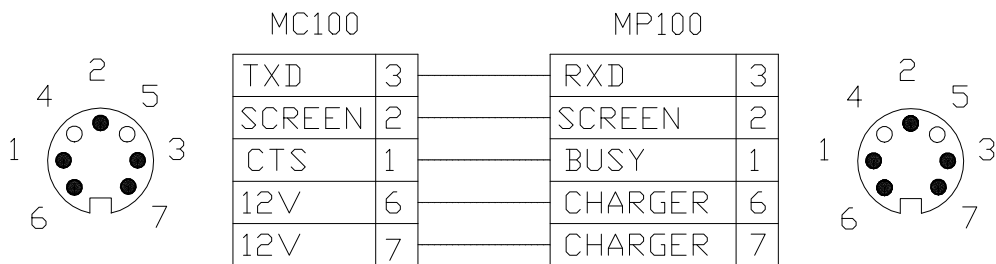 MC100 MP100
2 2
4 5 4 5
1 3 1 3
6 7 6 7
TXD 3 RXD 3
SCREEN 2 SCREEN 2
CTS 1 BUSY 1
12V 6 CHARGER 6
12V 7 CHARGER 7